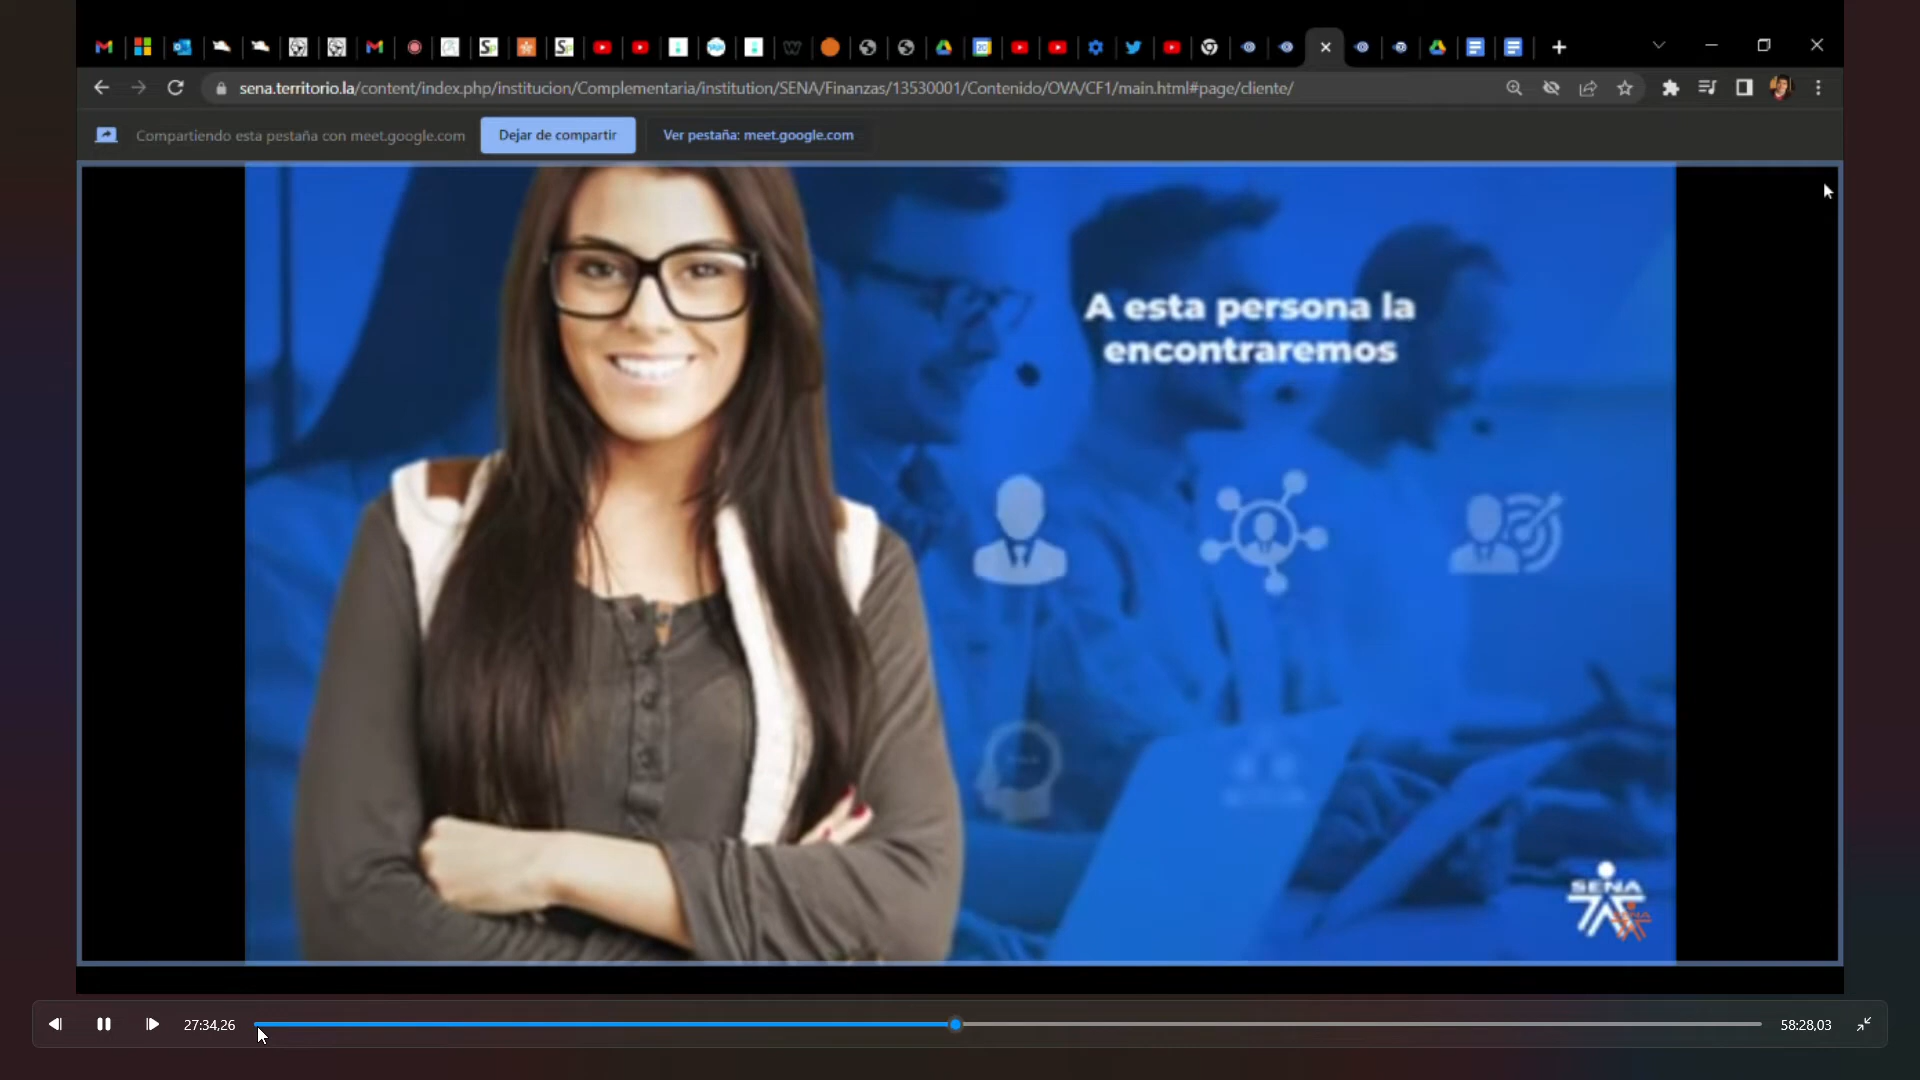 sena.territorio.la/content/index.php/institucion/Complementaria/institution/SENA/Finanzas/13530001/Contenido/OVA/CF1/main.html#page/cliente/
Compartiendo esta pestaña con meet.google.com
Dejar de compartir
Ver pestaña: meet.google.com
A esta persona la
encontraremos
SENA
SENA
27:34,26
58:28,03